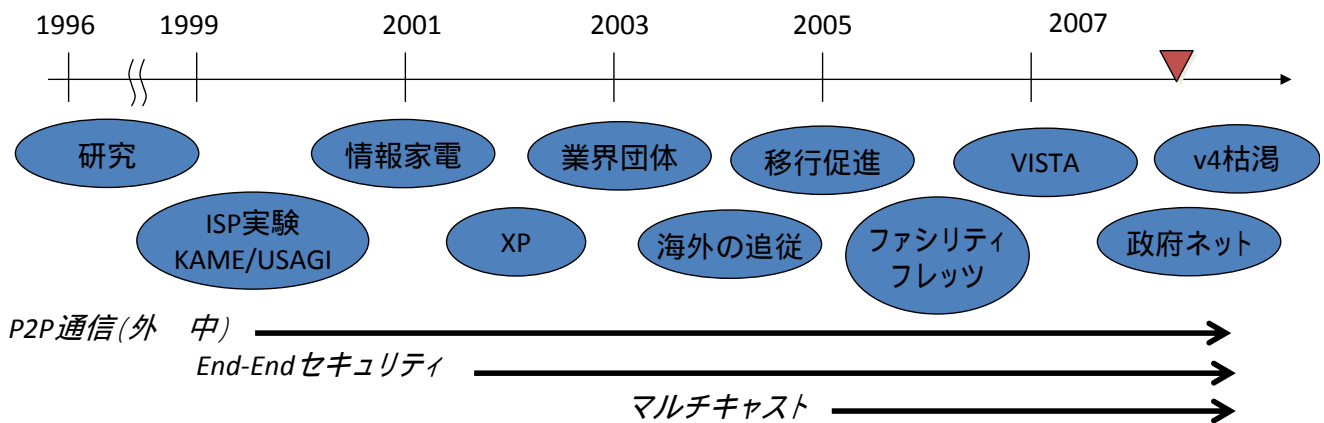 1996 1999 2001 2003 2005 2007
研究 情報家電 業界団体 移行促進 VISTA v4枯渇
ISP実験
KAME/USAGI
XP
海外の追従
ファシリティ
フレッツ
政府ネット
P2P通信(外　中)
End-Endセキュリティ
マルチキャスト